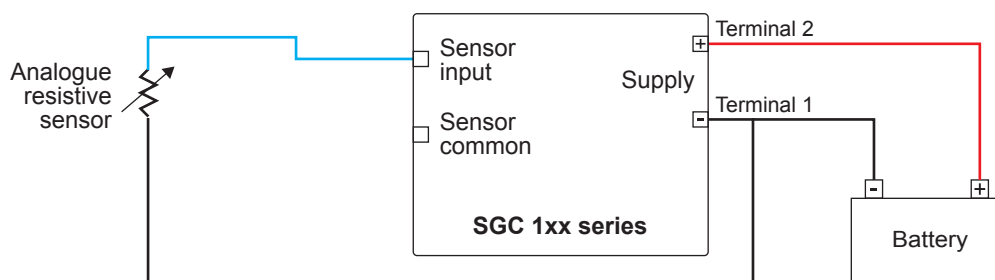 Analogue
resistive
sensor
Sensor
input
Sensor
common
+
Supply
-
Terminal 2
Terminal 1
SGC 1xx series
-
+
Battery